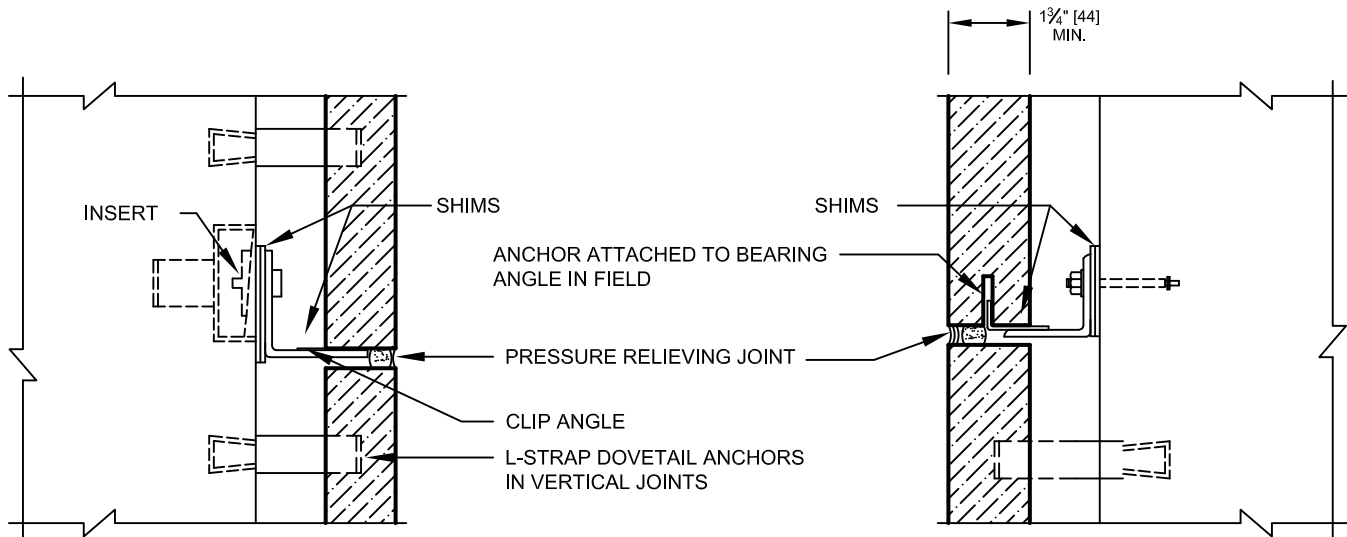 1¾" [44]
MIN.
INSERT
SHIMS
SHIMS
ANCHOR ATTACHED TO BEARING
ANGLE IN FIELD
PRESSURE RELIEVING JOINT
CLIP ANGLE
L-STRAP DOVETAIL ANCHORS
IN VERTICAL JOINTS